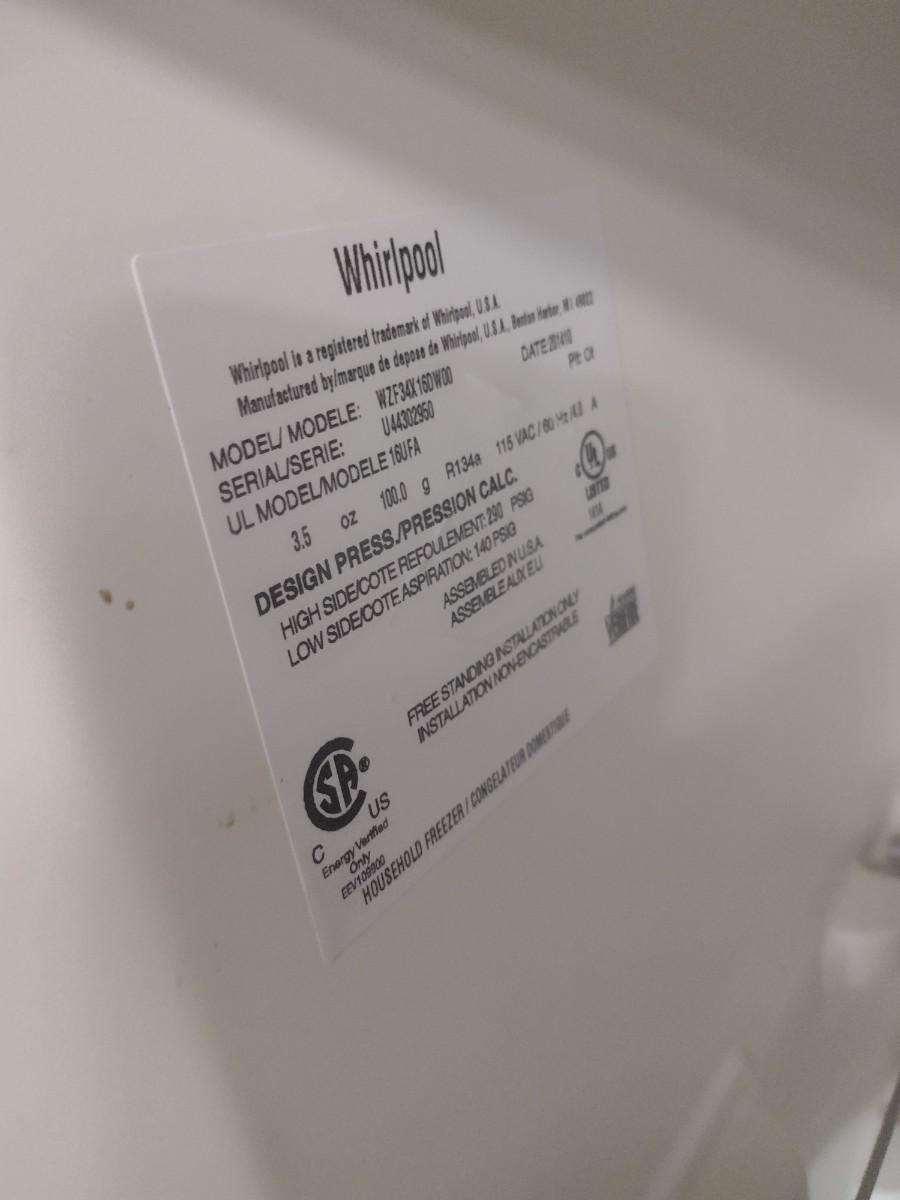 Whirlpool
Whirlpool is a registered trademark of Whirlpool, U.S.A.
Manufactured by/marque de depose de Whirlpool, U.S.A., Benton Harbor, MI 49022
MODEL/ MODELE: WZF34X16DW00 DATE:201410
SERIAL/SERIE: U44302950 Plt:
UL MODEL/MODELE 16UFA
3.5 oz 100.0 g R134a 115 VAC / 60 Hz / A
DESIGN PRESS./PRESSION CALC.
HIGH SIDE/COTE REFOULEMENT: 290 PSIG
LOW SIDE/COTE ASPIRATION: 140 PSIG
C UL US
LISTED
ASSEMBLED IN U.S.A.
ASSEMBLE AUX E.U.
FREE STANDING INSTALLATION ONLY
INSTALLATION NON-ENCASTRABLE
C SA® US
Energy Verified
Only
EEV109900
HOUSEHOLD FREEZER / CONGELATEUR DOMESTIQUE